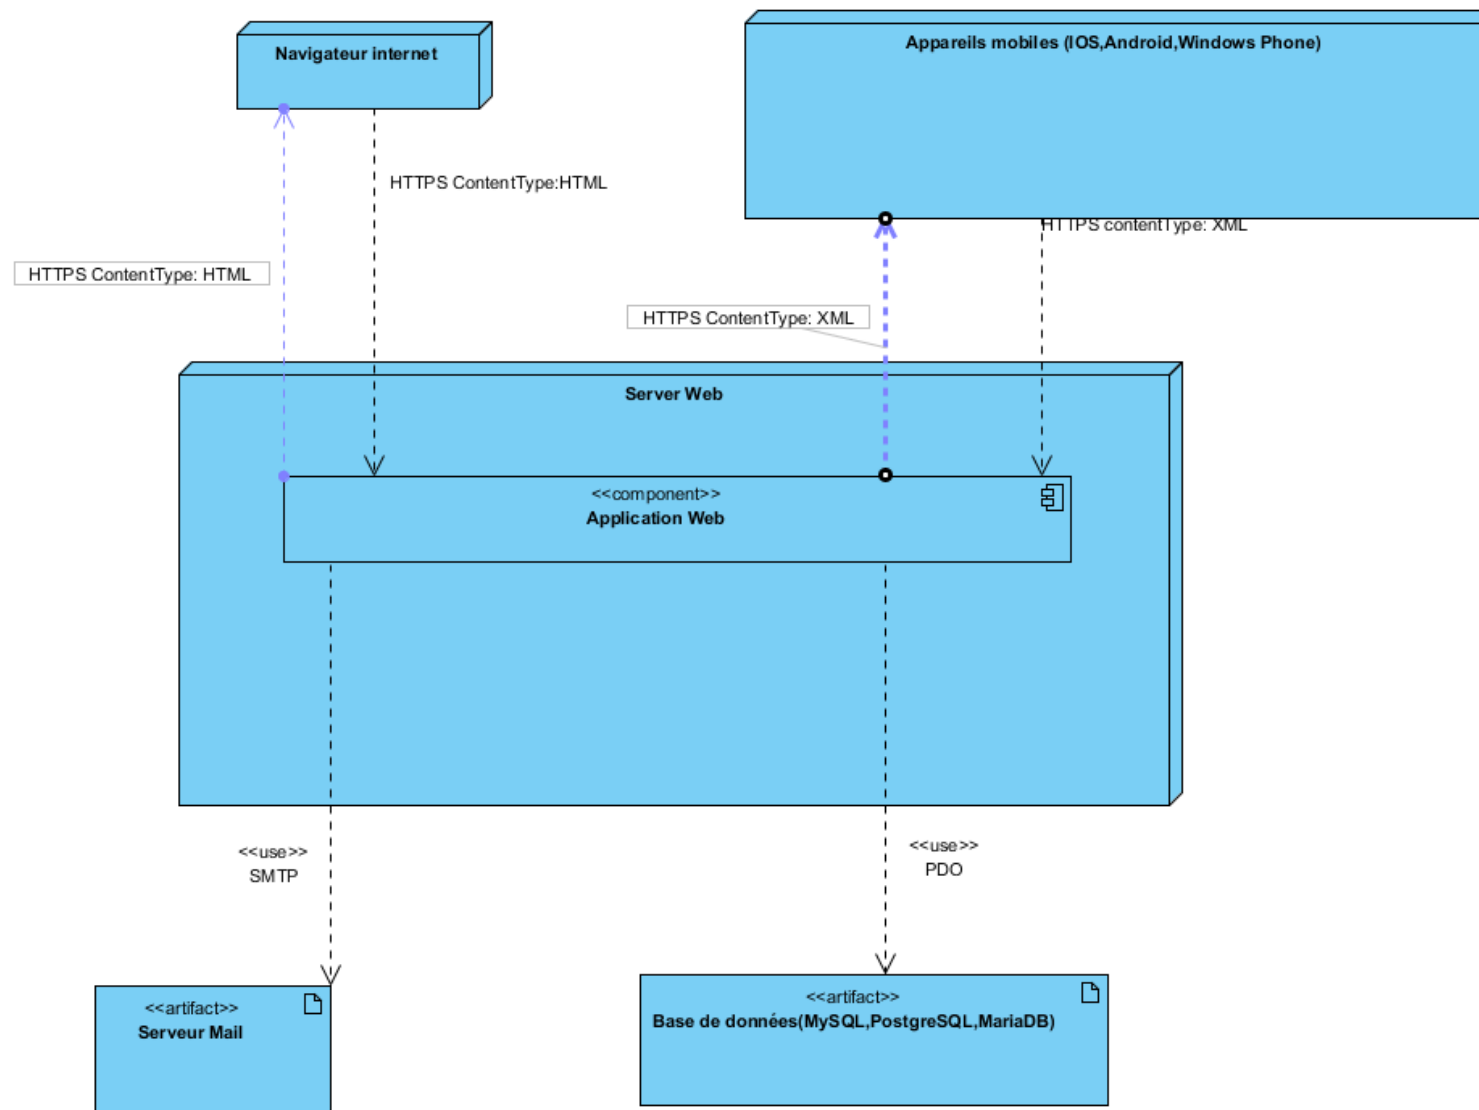 Navigateur internet
Appareils mobiles (IOS,Android,Windows Phone)
HTTPS ContentType:HTML
HTTPS contentType: XML
HTTPS ContentType: HTML
HTTPS ContentType: XML
Server Web
<<component>>
Application Web
<<use>>
SMTP
<<use>>
PDO
<<artifact>>
Serveur Mail
<<artifact>>
Base de données(MySQL,PostgreSQL,MariaDB)